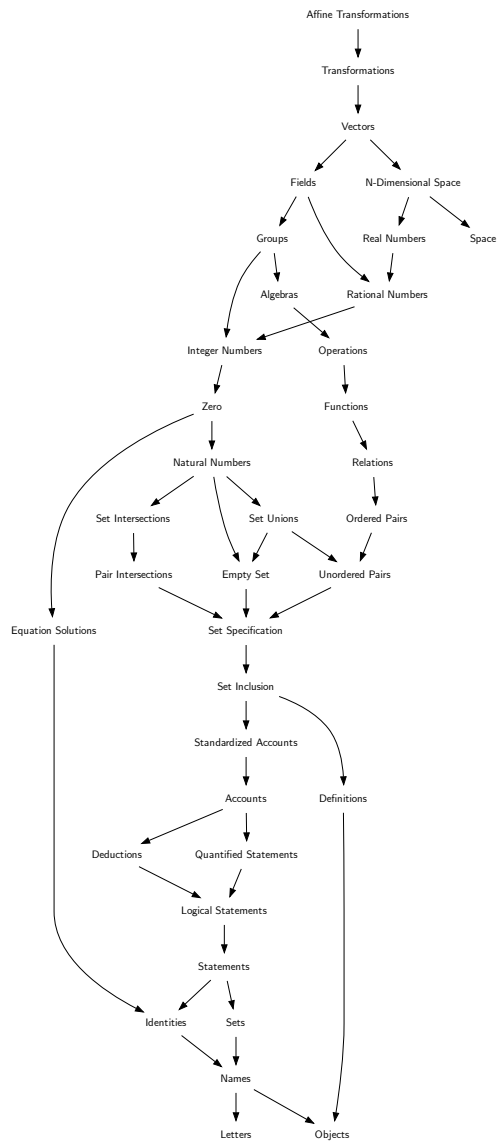 Affine Transformations
Transformations
Vectors
Fields
N-Dimensional Space
Groups
Real Numbers
Space
Algebras
Rational Numbers
Integer Numbers
Operations
Zero
Functions
Natural Numbers
Relations
Set Intersections
Set Unions
Ordered Pairs
Pair Intersections
Empty Set
Unordered Pairs
Equation Solutions
Set Specification
Set Inclusion
Standardized Accounts
Accounts
Definitions
Deductions
Quantified Statements
Logical Statements
Statements
Identities
Sets
Names
Letters
Objects